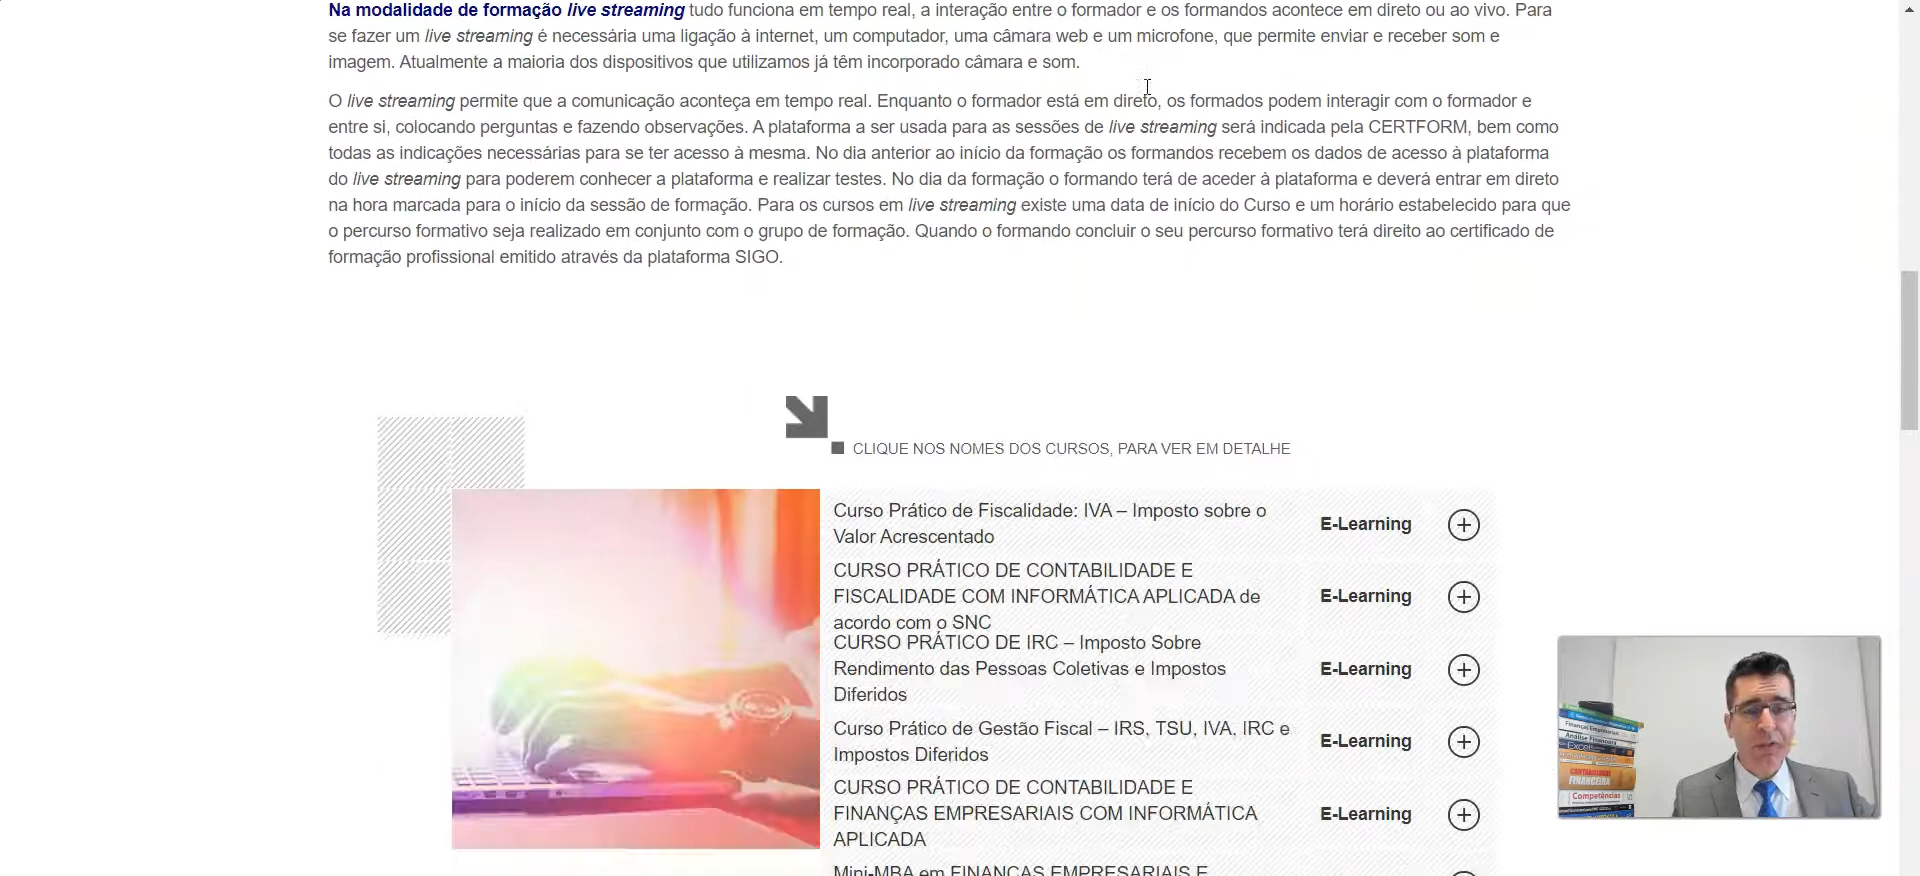 Na modalidade de formação live streaming tudo funciona em tempo real, a interação entre o formador e os formandos acontece em direto ou ao vivo. Para
se fazer um live streaming é necessária uma ligação à internet, um computador, uma câmara web e um microfone, que permite enviar e receber som e
imagem. Atualmente a maioria dos dispositivos que utilizamos já têm incorporado câmara e som.
O live streaming permite que a comunicação aconteça em tempo real. Enquanto o formador está em direto, os formados podem interagir com o formador e
entre si, colocando perguntas e fazendo observações. A plataforma a ser usada para as sessões de live streaming será indicada pela CERTFORM, bem como
todas as indicações necessárias para se ter acesso à mesma. No dia anterior ao início da formação os formandos recebem os dados de acesso à plataforma
do live streaming para poderem conhecer a plataforma e realizar testes. No dia da formação o formando terá de aceder à plataforma e deverá entrar em direto
na hora marcada para o início da sessão de formação. Para os cursos em live streaming existe uma data de início do Curso e um horário estabelecido para que
o percurso formativo seja realizado em conjunto com o grupo de formação. Quando o formando concluir o seu percurso formativo terá direito ao certificado de
formação profissional emitido através da plataforma SIGO.
CLIQUE NOS NOMES DOS CURSOS, PARA VER EM DETALHE
Curso Prático de Fiscalidade: IVA – Imposto sobre o
Valor Acrescentado
E-Learning
CURSO PRÁTICO DE CONTABILIDADE E
FISCALIDADE COM INFORMÁTICA APLICADA de
acordo com o SNC
E-Learning
CURSO PRÁTICO DE IRC – Imposto Sobre
Rendimento das Pessoas Coletivas e Impostos
Diferidos
E-Learning
Curso Prático de Gestão Fiscal – IRS, TSU, IVA, IRC e
Impostos Diferidos
E-Learning
CURSO PRÁTICO DE CONTABILIDADE E
FINANÇAS EMPRESARIAIS COM INFORMÁTICA
APLICADA
E-Learning
Mini-MBA em FINANÇAS EMPRESARIAIS E
Finanças Empresariais
Análise Financeira
Excel
CONTABILIDADE
FINANCEIRA
Competências